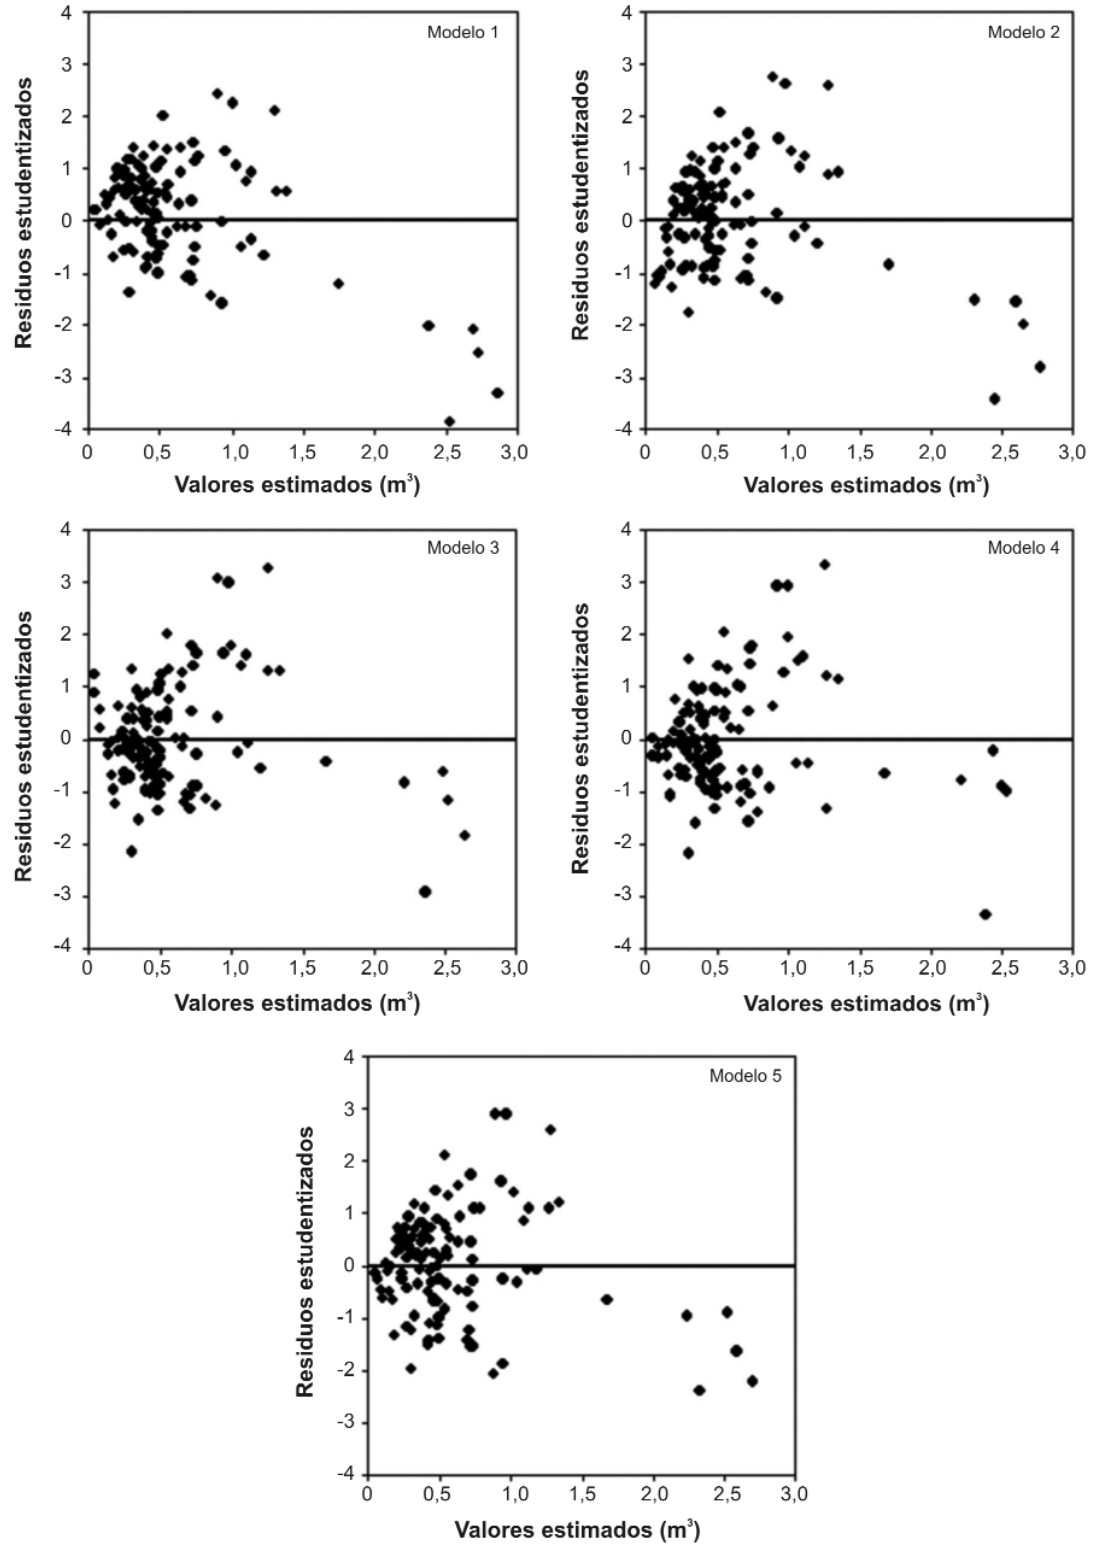 Modelo 1
Residuos estudentizados
4
3
2
1
0
-1
-2
-3
-4
0 0,5 1,0 1,5 2,0 2,5 3,0
Valores estimados (m³)
Modelo 2
Residuos estudentizados
4
3
2
1
0
-1
-2
-3
-4
0 0,5 1,0 1,5 2,0 2,5 3,0
Valores estimados (m³)
Modelo 3
Residuos estudentizados
4
3
2
1
0
-1
-2
-3
-4
0 0,5 1,0 1,5 2,0 2,5 3,0
Valores estimados (m³)
Modelo 4
Residuos estudentizados
4
3
2
1
0
-1
-2
-3
-4
0 0,5 1,0 1,5 2,0 2,5 3,0
Valores estimados (m³)
Modelo 5
Residuos estudentizados
4
3
2
1
0
-1
-2
-3
-4
0 0,5 1,0 1,5 2,0 2,5 3,0
Valores estimados (m³)